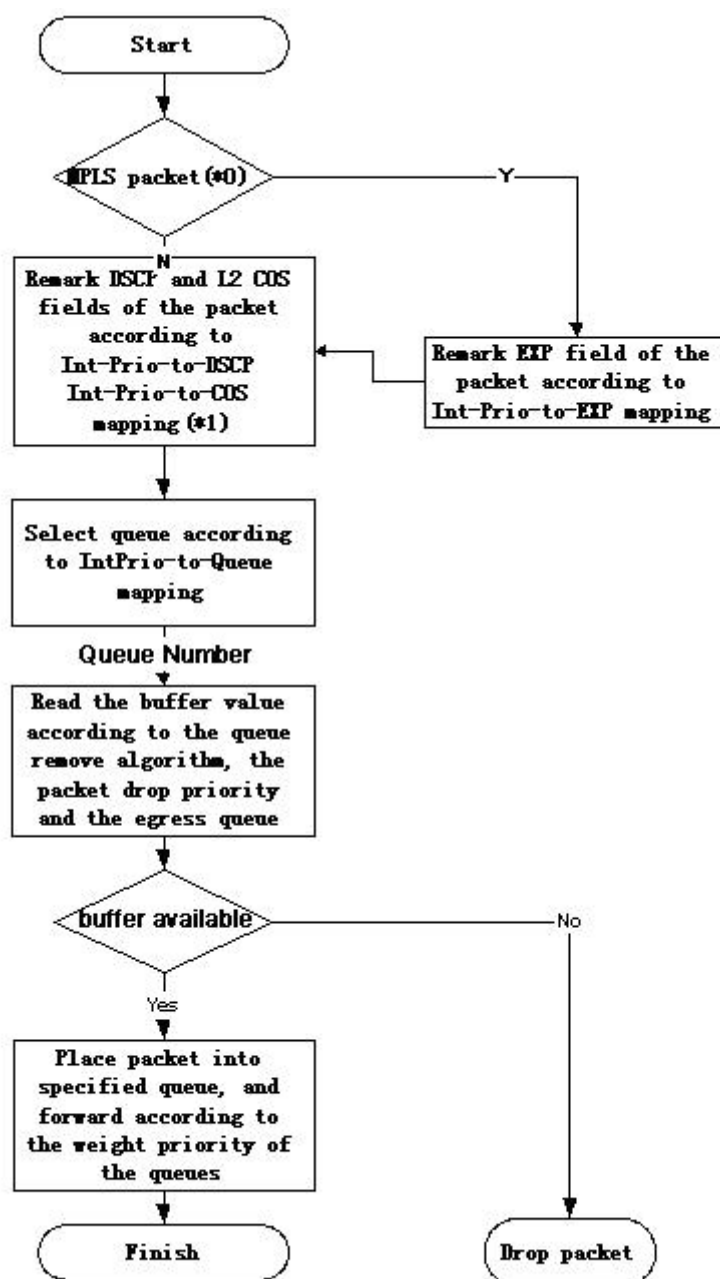 Start
MPLS packet(*0)
Y
N
Remark DSCP and L2 COS
fields of the packet
according to
Int-Prio-to-DSCP
Int-Prio-to-COS
mapping(*1)
Remark EXP field of the
packet according to
Int-Prio-to-EXP mapping
Select queue according
to IntPrio-to-Queue
mapping
Queue Number
Read the buffer value
according to the queue
remove algorithm, the
packet drop priority
and the egress queue
buffer available
No
Yes
Place packet into
specified queue, and
forward according to
the weight priority of
the queues
Finish
Drop packet